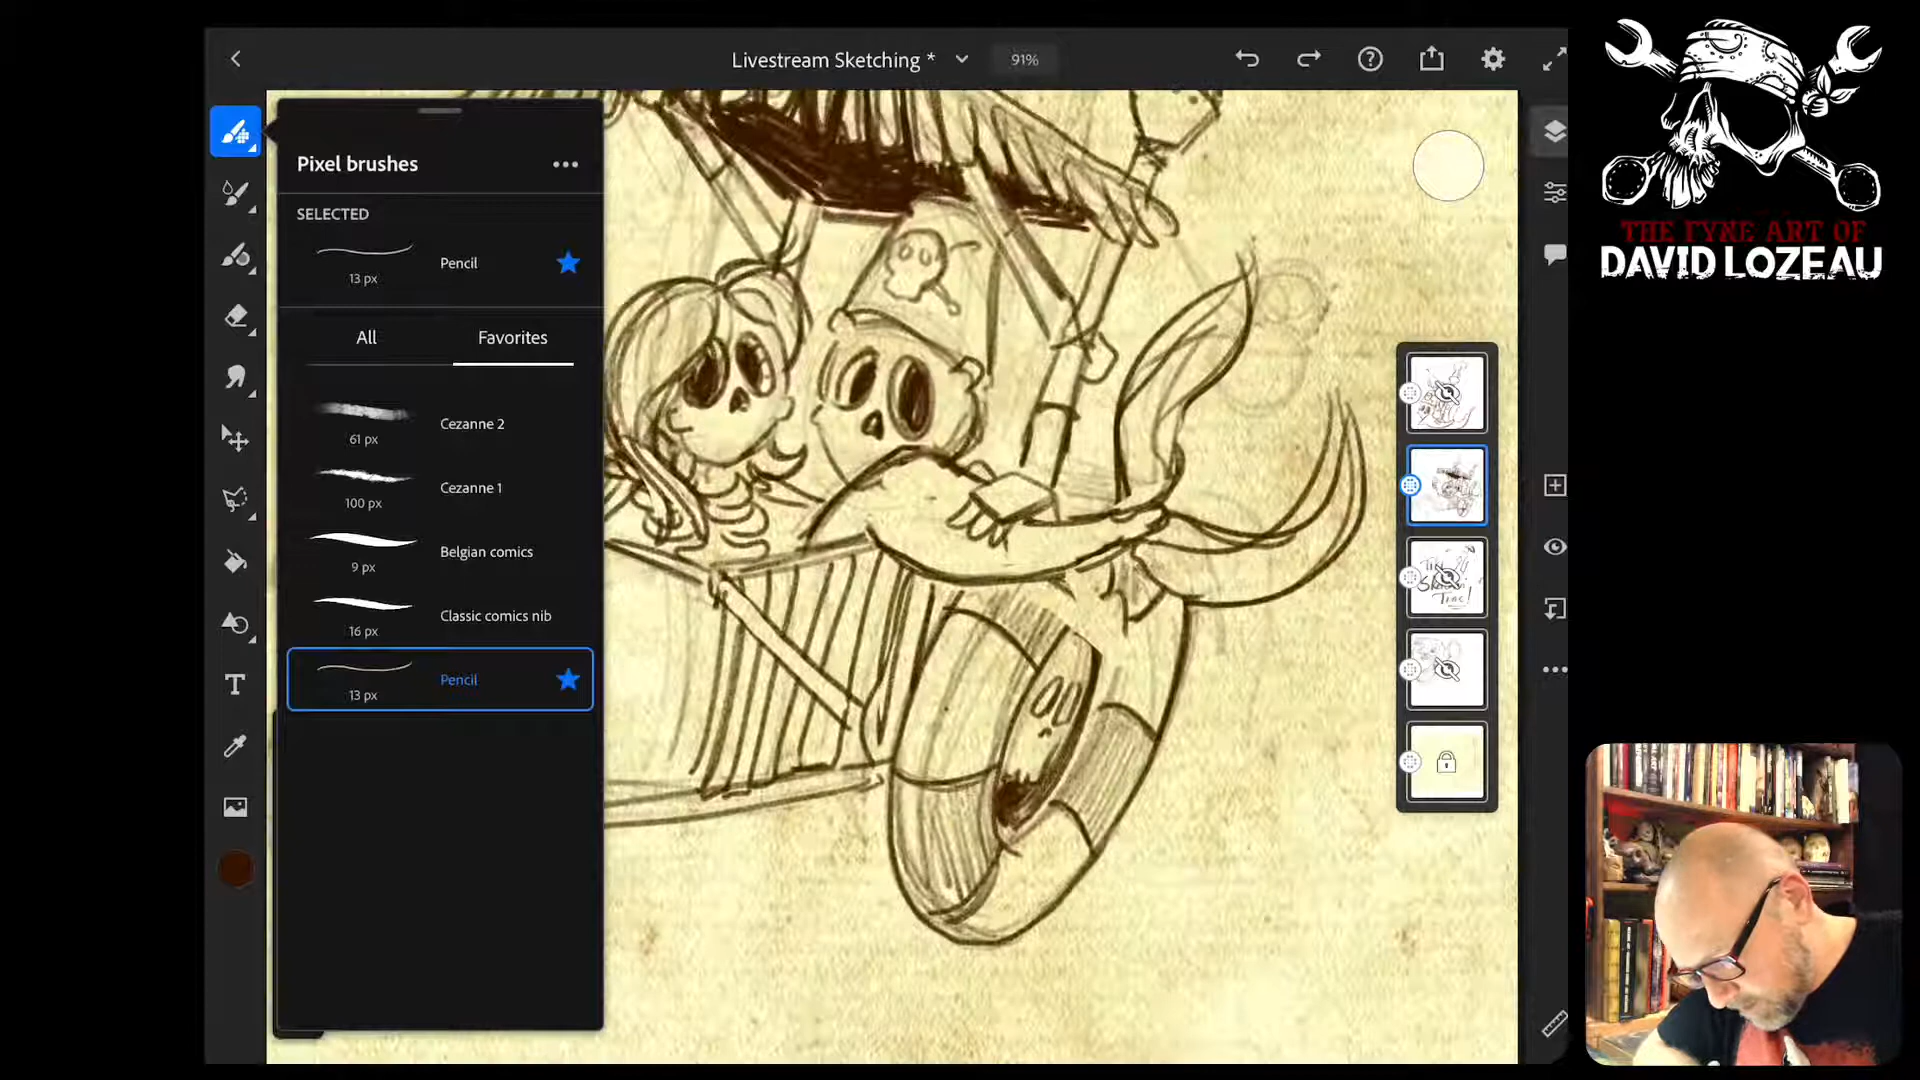 Livestream Sketching *
91%
Pixel brushes
SELECTED
13 px
Pencil
All
Favorites
61 px
Cezanne 2
100 px
Cezanne 1
9 px
Belgian comics
16 px
Classic comics nib
13 px
Pencil
T
Time!
THE FYNE ART OF
DAVID LOZEAU